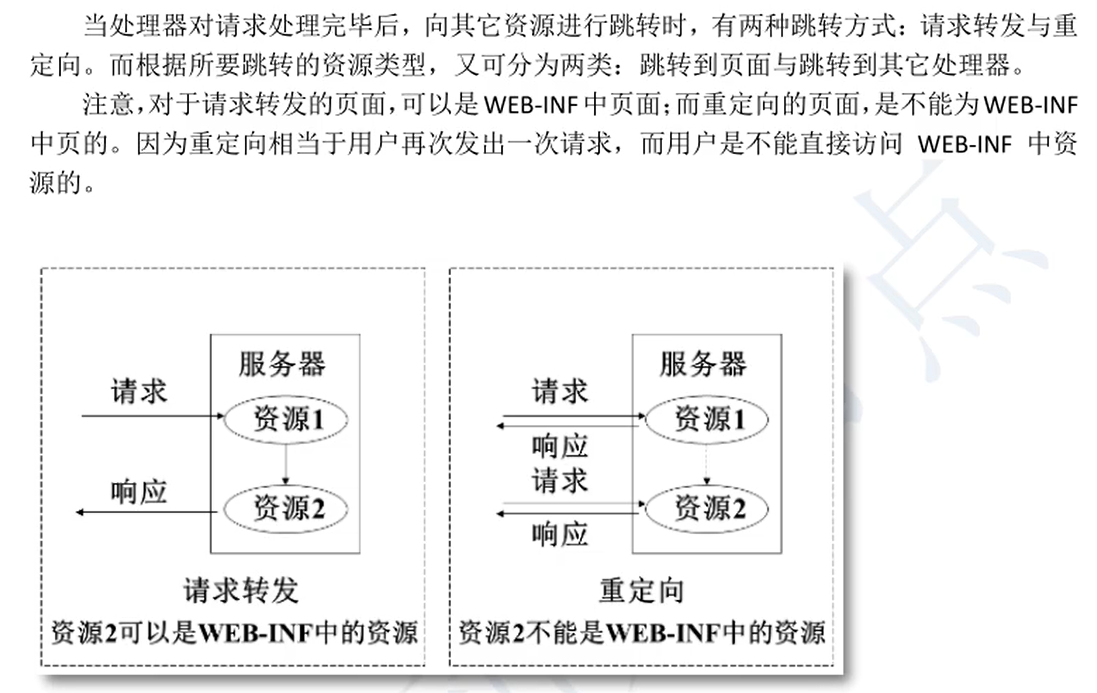 当处理器对请求处理完毕后，向其它资源进行跳转时，有两种跳转方式：请求转发与重
定向。而根据所要跳转的资源类型，又可分为两类：跳转到页面与跳转到其它处理器。
注意，对于请求转发的页面，可以是WEB-INF中页面；而重定向的页面，是不能为WEB-INF
中页的。因为重定向相当于用户再次发出一次请求，而用户是不能直接访问 WEB-INF 中资
源的。
服务器
请求
资源1
响应
资源2
请求转发
资源2可以是WEB-INF中的资源
服务器
请求
资源1
响应
请求
资源2
响应
重定向
资源2不能是WEB-INF中的资源
点